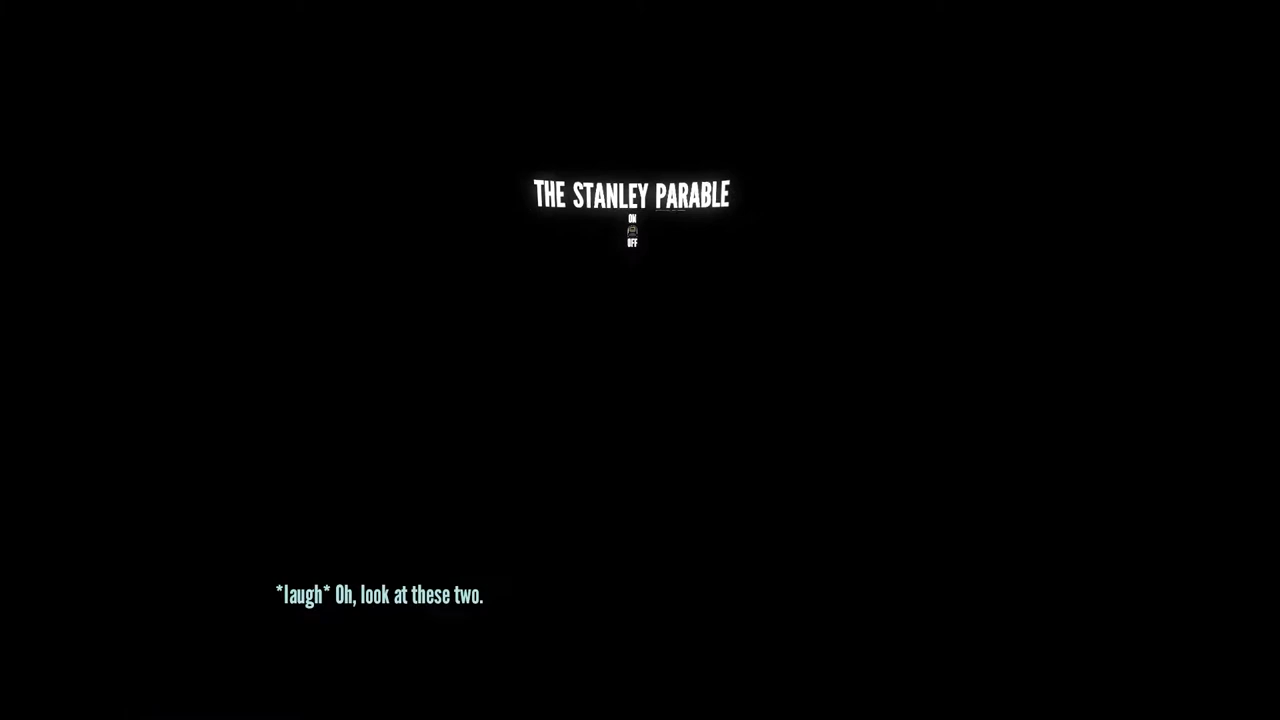 THE STANLEY PARABLE
ON
OFF
*laugh* Oh, look at these two.